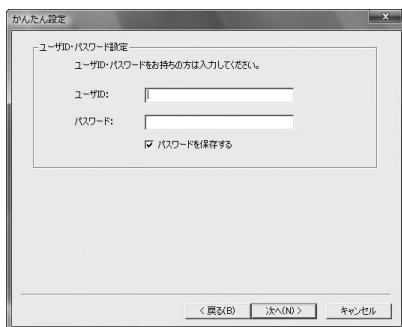 かんたん設定
ユーザID・パスワード設定
ユーザID・パスワードをお持ちの方は入力してください。
ユーザID:
パスワード:
パスワードを保存する
< 戻る(B) 次へ(N) > キャンセル